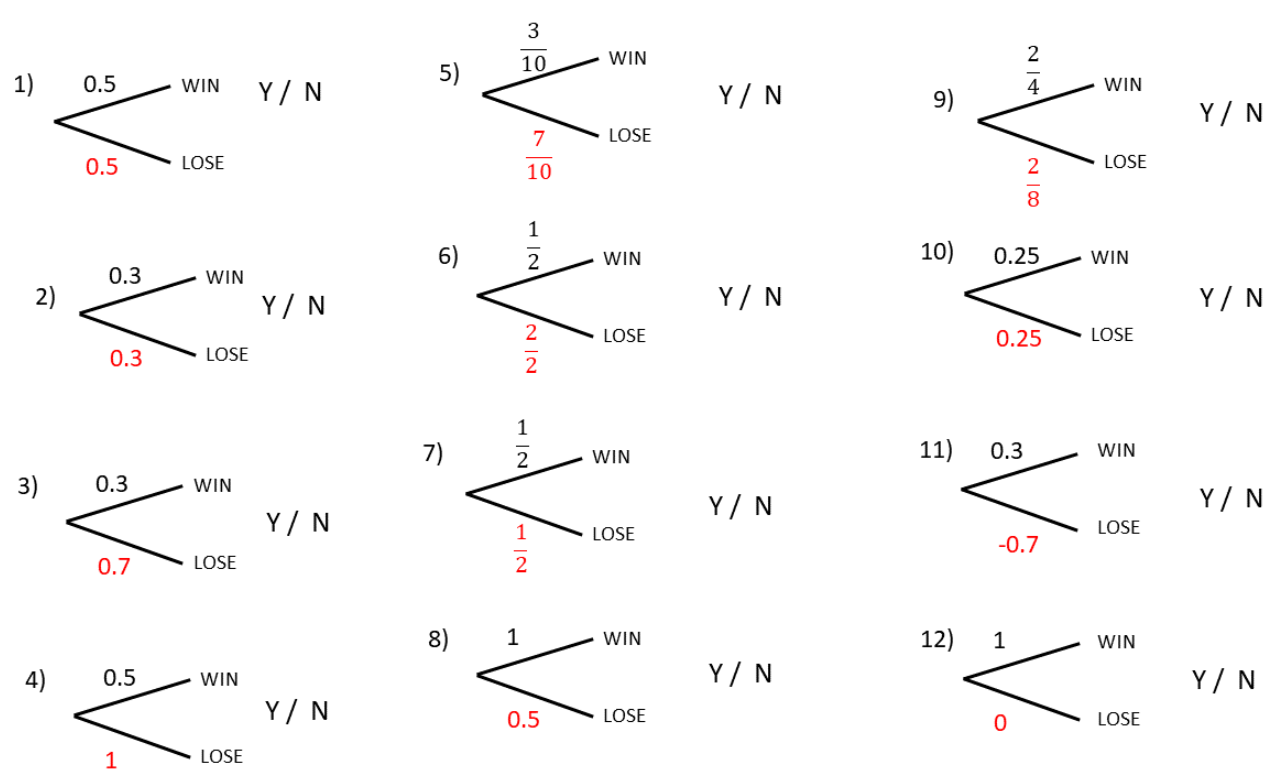 1) 0.5 WIN Y / N
0.5 LOSE
2) 0.3 WIN Y / N
0.3 LOSE
3) 0.3 WIN Y / N
0.7 LOSE
4) 0.5 WIN Y / N
1 LOSE
5) 3/10 WIN Y / N
7/10 LOSE
6) 1/2 WIN Y / N
2/2 LOSE
7) 1/2 WIN Y / N
1/2 LOSE
8) 1 WIN Y / N
0.5 LOSE
9) 2/4 WIN Y / N
2/8 LOSE
10) 0.25 WIN Y / N
0.25 LOSE
11) 0.3 WIN Y / N
-0.7 LOSE
12) 1 WIN Y / N
0 LOSE